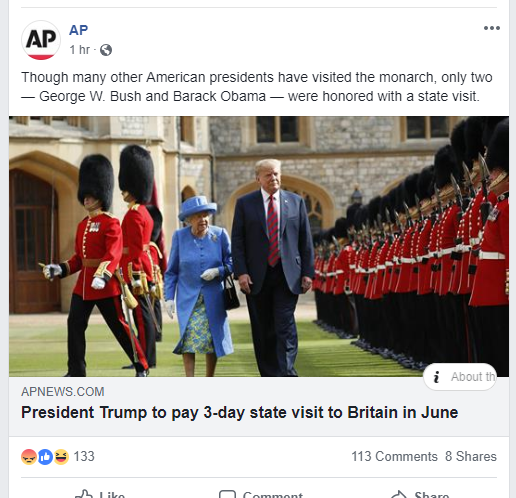 AP
AP
1 hr ·
Though many other American presidents have visited the monarch, only two
— George W. Bush and Barack Obama — were honored with a state visit.
i About th
APNEWS.COM
President Trump to pay 3-day state visit to Britain in June
133
113 Comments 8 Shares
Like Comment Share